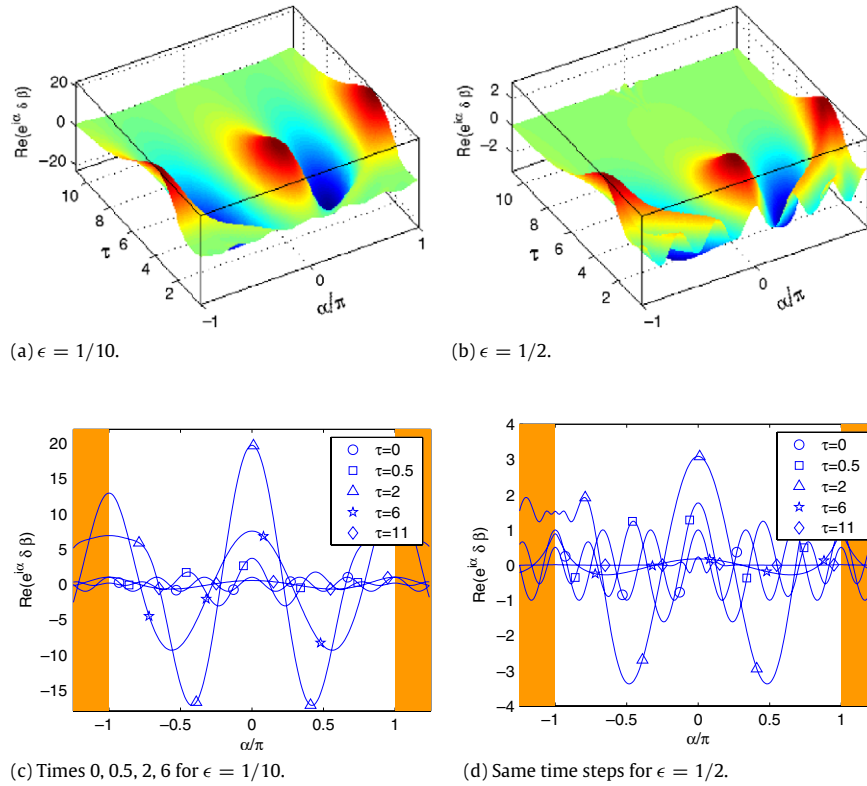 20
0
−20
Re(e^{iα} δ β)
10
8
6
4
2
τ
−1
0
1
α/π
(a) ϵ = 1/10.
2
0
−2
Re(e^{iα} δ β)
10
8
6
4
2
τ
−1
0
α/π
(b) ϵ = 1/2.
20
15
10
5
0
−5
−10
−15
Re(e^{iα} δ β)
τ=0
τ=0.5
τ=2
τ=6
τ=11
−1 −0.5 0 0.5 1
α/π
(c) Times 0, 0.5, 2, 6 for ϵ = 1/10.
4
3
2
1
0
−1
−2
−3
−4
Re(e^{iα} δ β)
τ=0
τ=0.5
τ=2
τ=6
τ=11
−1 −0.5 0 0.5 1
α/π
(d) Same time steps for ϵ = 1/2.